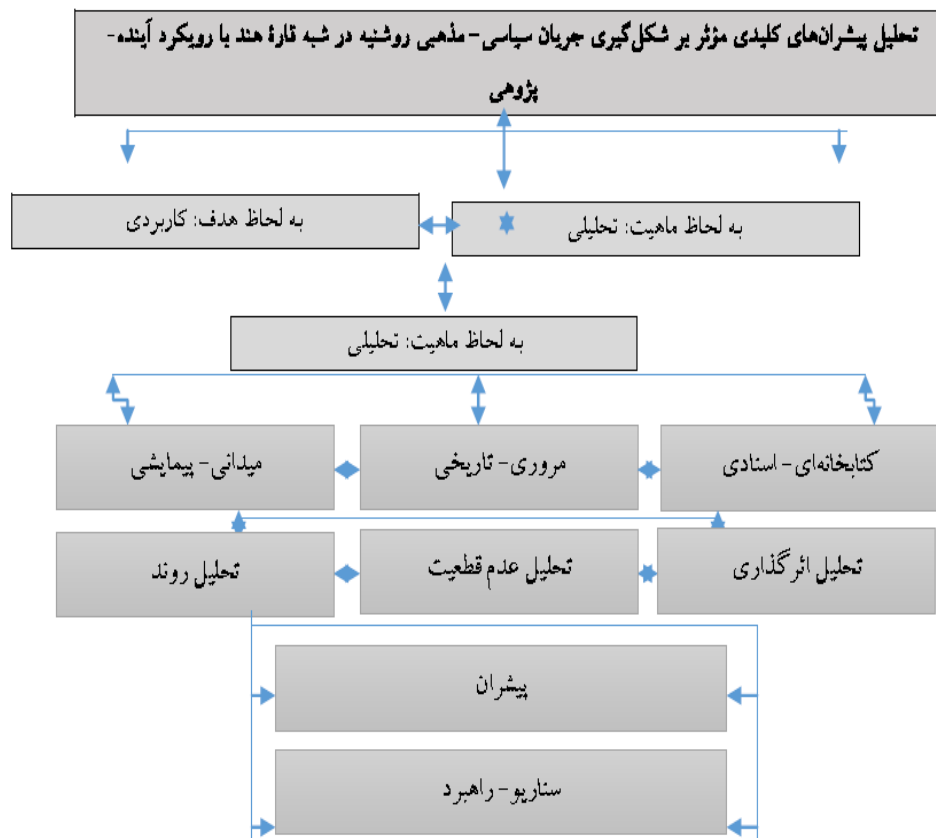 تحلیل پیشران‌های کلیدی مؤثر بر شکل‌گیری جریان سیاسی- مذهبی روشنیه در شبه قارۀ هند با رویکرد آینده-
پژوهی
به لحاظ ماهیت: تحلیلی
به لحاظ هدف: کاربردی
به لحاظ ماهیت: تحلیلی
کتابخانه‌ای- اسنادی
مروری- تاریخی
میدانی- پیمایشی
تحلیل اثرگذاری
تحلیل عدم قطعیت
تحلیل روند
پیشران
سناریو- راهبرد